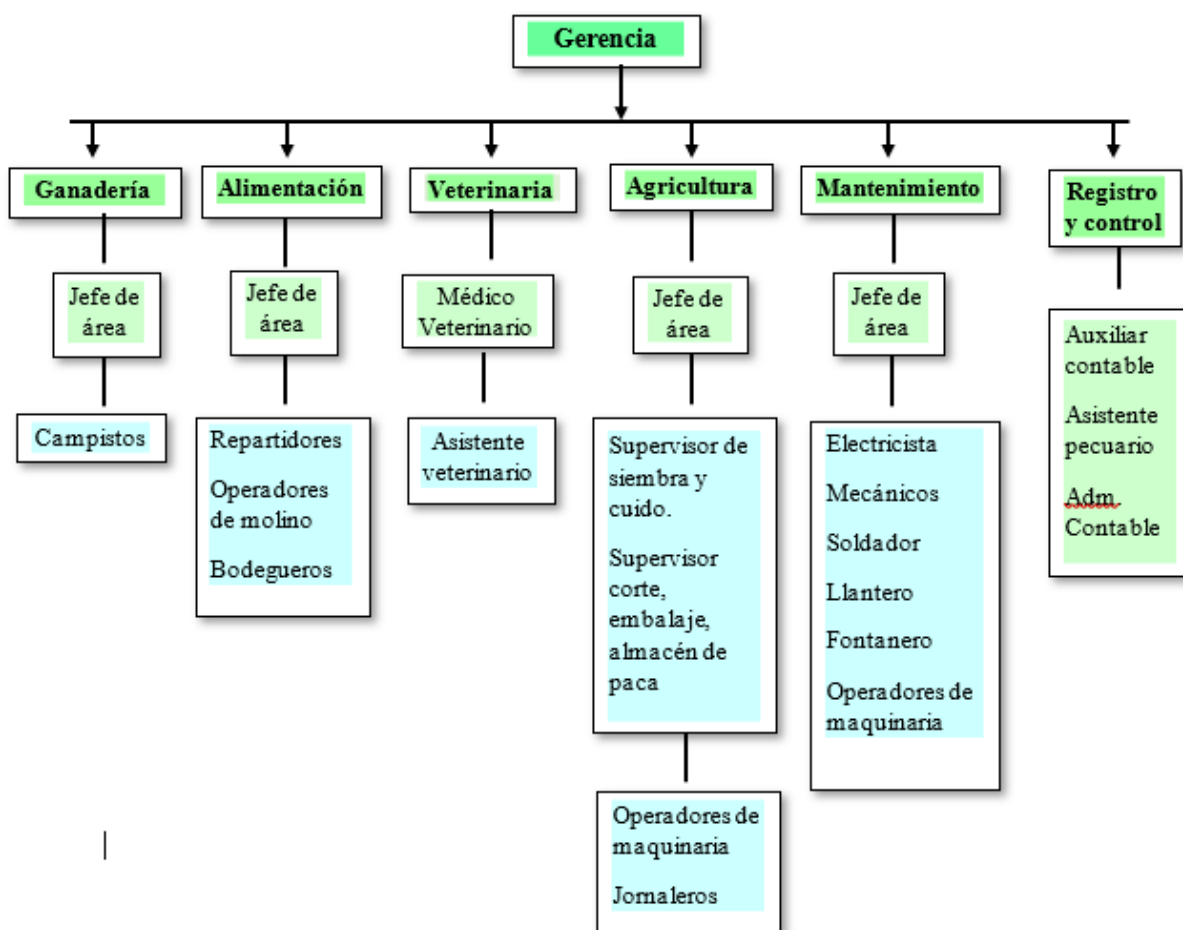 Gerencia
Ganadería
Alimentación
Veterinaria
Agricultura
Mantenimiento
Registro
y control
Jefe de
área
Jefe de
área
Médico
Veterinario
Jefe de
área
Jefe de
área
Auxiliar
contable
Asistente
pecuario
Adm.
Contable
Campistos
Repartidores
Operadores
de molino
Bodegueros
Asistente
veterinario
Supervisor de
siembra y
cuido.
Supervisor
corte,
embalaje,
almacén de
paca
Electricista
Mecánicos
Soldador
Llantero
Fontanero
Operadores de
maquinaria
Operadores de
maquinaria
Jornaleros